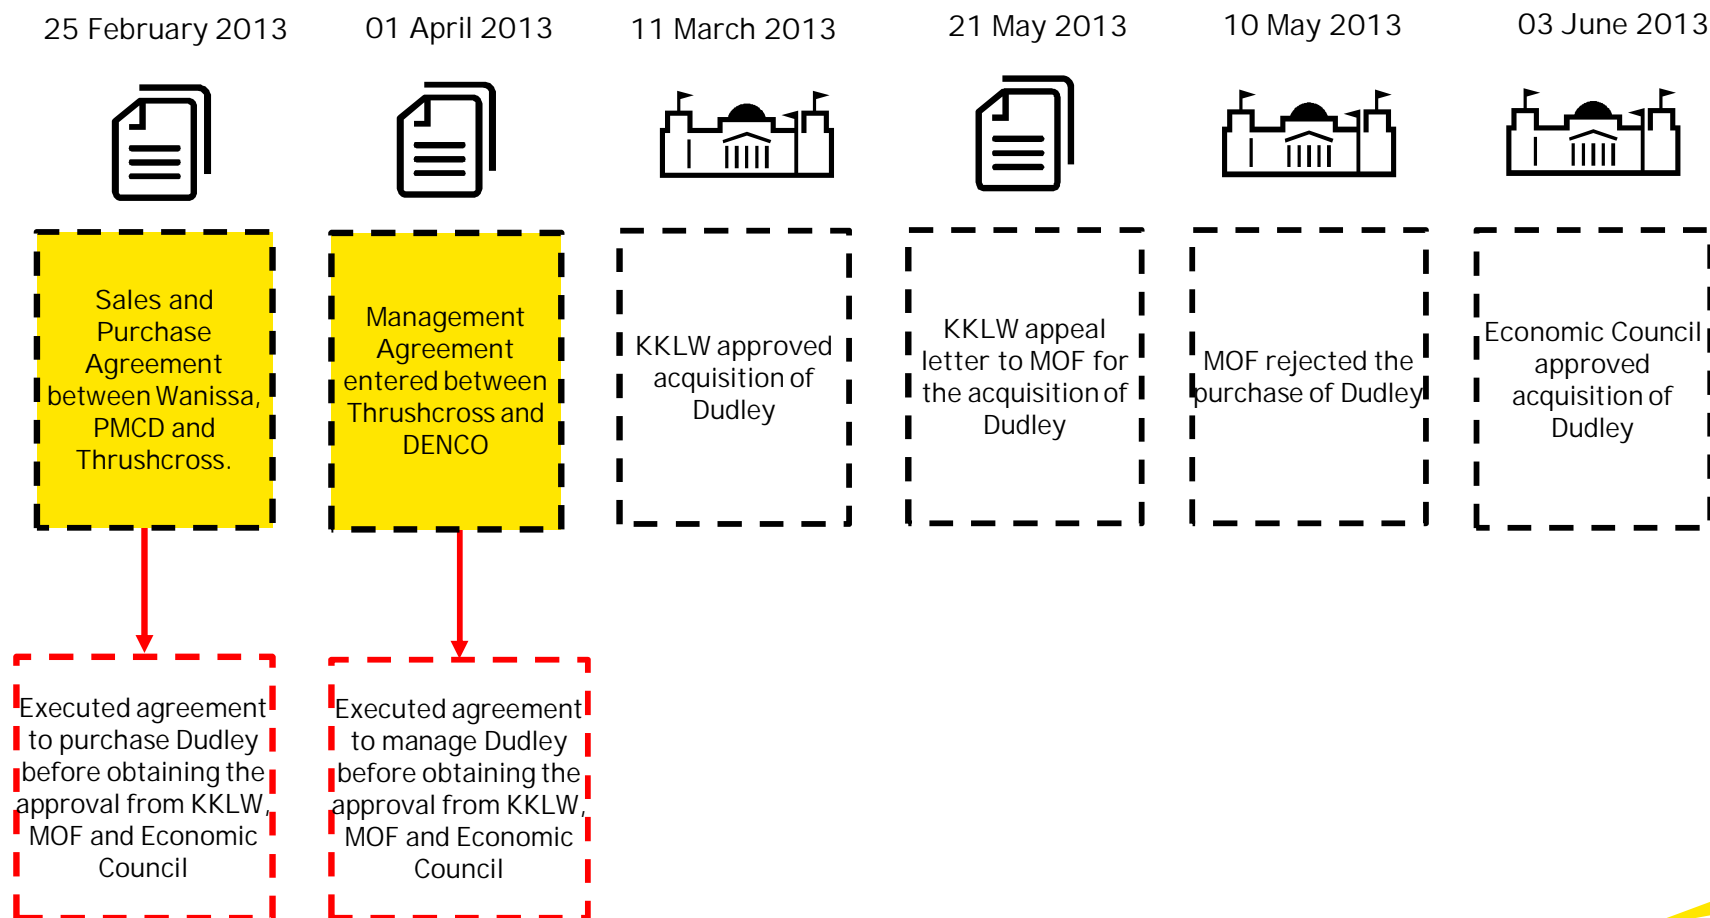 25 February 2013
01 April 2013
11 March 2013
21 May 2013
10 May 2013
03 June 2013
Sales and
Purchase
Agreement
between Wanissa,
PMCD and
Thrushcross.
Management
Agreement
entered between
Thrushcross and
DENCO
KKLW approved
acquisition of
Dudley
KKLW appeal
letter to MOF for
the acquisition of
Dudley
MOF rejected the
purchase of Dudley
Economic Council
approved
acquisition of
Dudley
Executed agreement
to purchase Dudley
before obtaining the
approval from KKLW,
MOF and Economic
Council
Executed agreement
to manage Dudley
before obtaining the
approval from KKLW,
MOF and Economic
Council